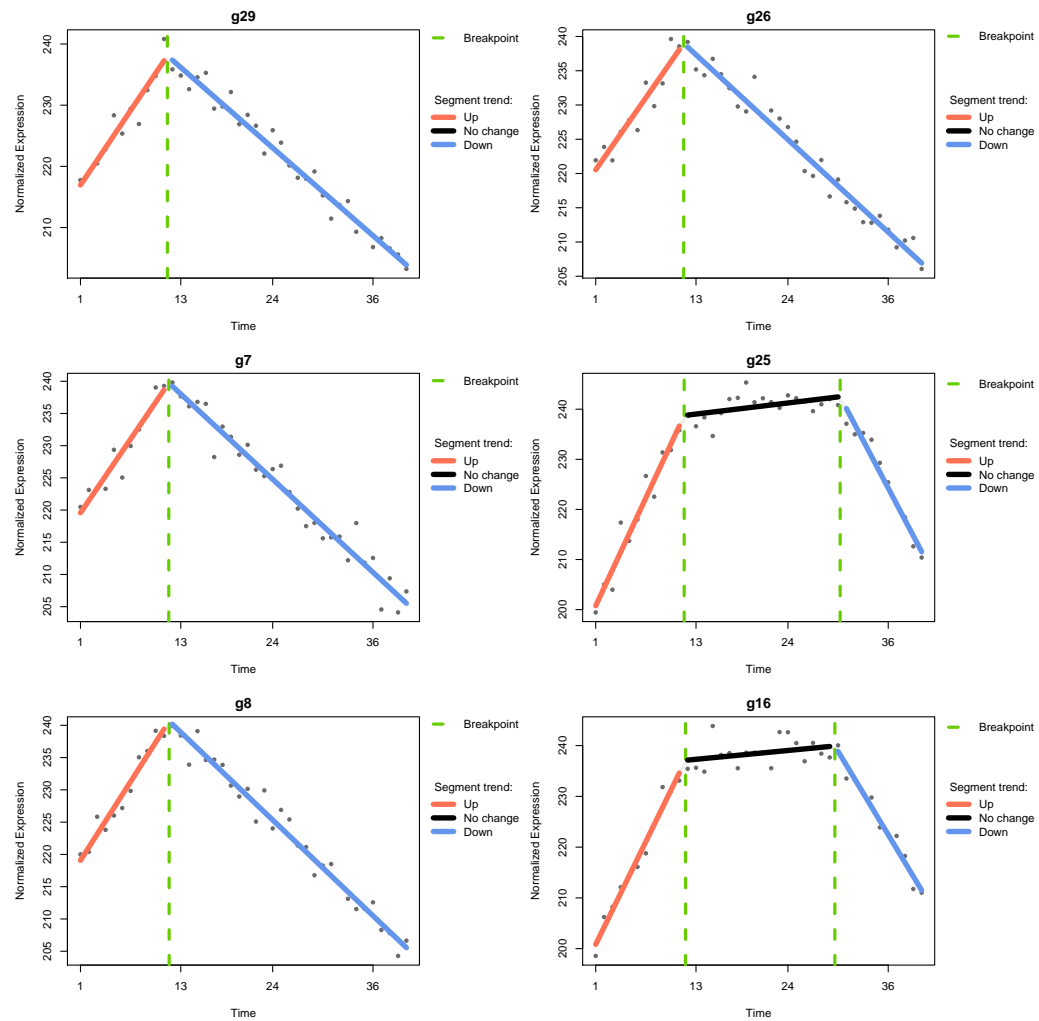 g29
Normalized Expression
240
230
220
210
1
13
24
36
Time
Breakpoint
Segment trend:
Up
No change
Down
g26
Normalized Expression
240
235
230
225
220
215
210
205
1
13
24
36
Time
Breakpoint
Segment trend:
Up
No change
Down
g7
Normalized Expression
240
235
230
225
220
215
210
205
1
13
24
36
Time
Breakpoint
Segment trend:
Up
No change
Down
g25
Normalized Expression
240
230
220
210
200
1
13
24
36
Time
Breakpoint
Segment trend:
Up
No change
Down
g8
Normalized Expression
240
235
230
225
220
215
210
205
1
13
24
36
Time
Breakpoint
Segment trend:
Up
No change
Down
g16
Normalized Expression
240
230
220
210
200
1
13
24
36
Time
Breakpoint
Segment trend:
Up
No change
Down